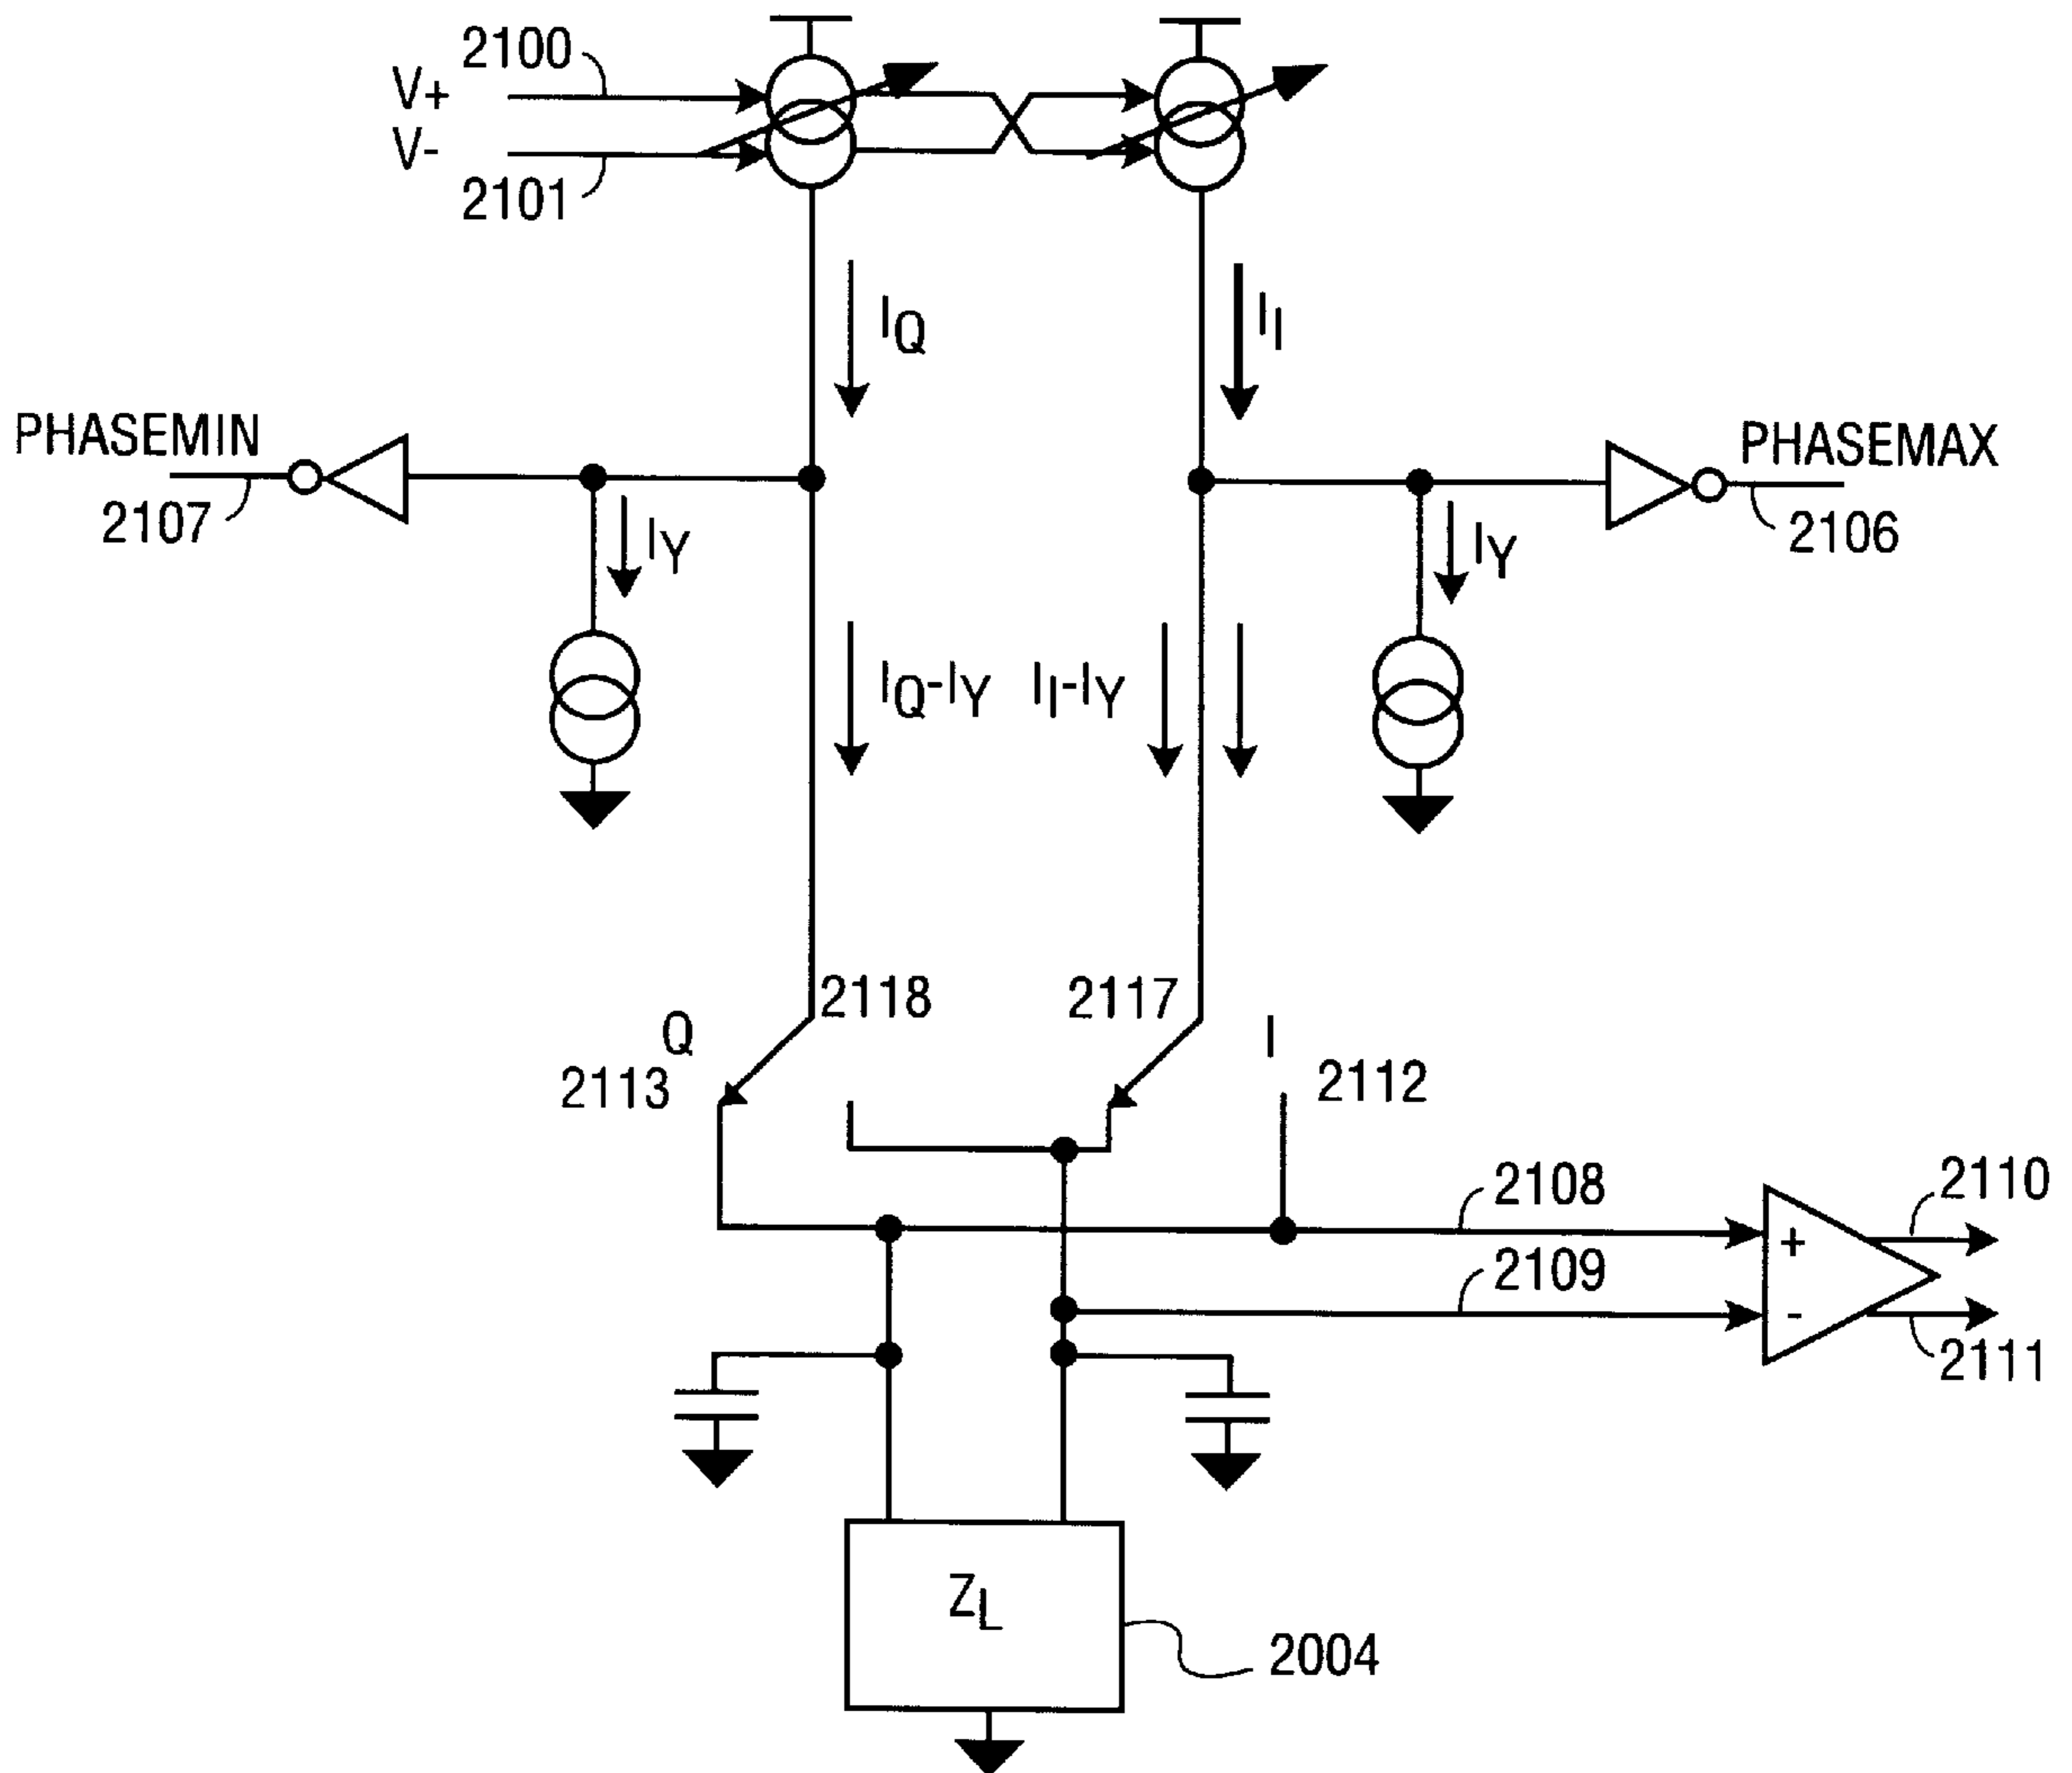 2100
V+
V-
2101
IQ
II
PHASEMIN
PHASEMAX
2107
2106
IY
IY
IQ-IY
II-IY
2118
2117
Q
I
2113
2112
2108
2110
+
2109
-
2111
ZL
2004